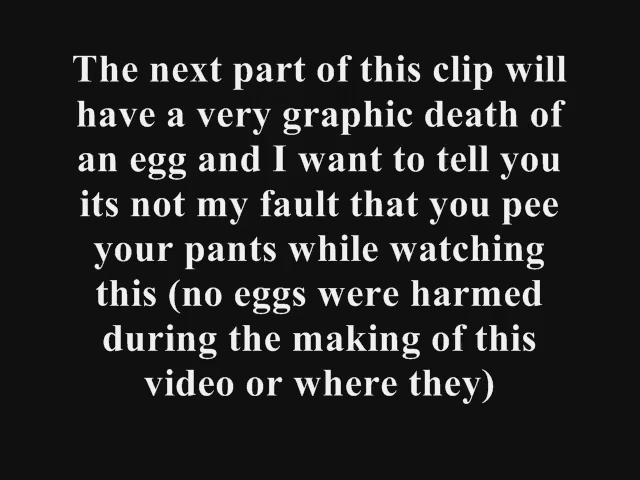 The next part of this clip will
have a very graphic death of
an egg and I want to tell you
its not my fault that you pee
your pants while watching
this (no eggs were harmed
during the making of this
video or where they)